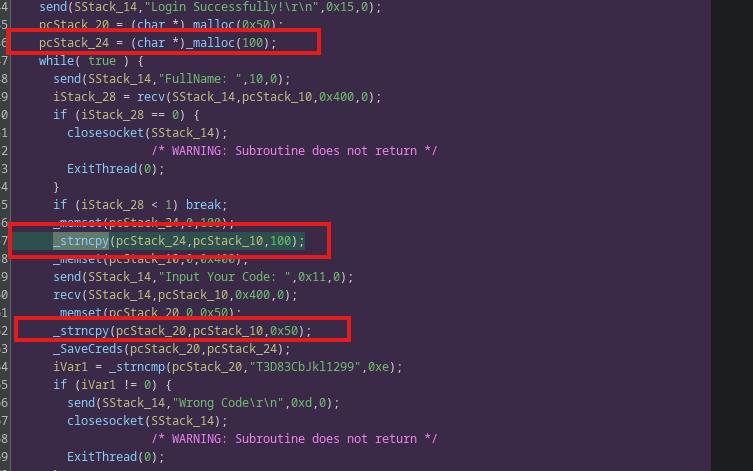 4 send(SStack_14,"Login Successfully!\r\n",0x15,0);
5 pcStack_20 = (char *)_malloc(0x50);
6 pcStack_24 = (char *)_malloc(100);
7 while( true ) {
8 send(SStack_14,"FullName: ",10,0);
9 iStack_28 = recv(SStack_14,pcStack_10,0x400,0);
0 if (iStack_28 == 0) {
1 closesocket(SStack_14);
2 /* WARNING: Subroutine does not return */
3 ExitThread(0);
4 }
5 if (iStack_28 < 1) break;
6 _memset(pcStack_24,0,100);
7 _strncpy(pcStack_24,pcStack_10,100);
8 _memset(pcStack_10,0,0x400);
9 send(SStack_14,"Input Your Code: ",0x11,0);
0 recv(SStack_14,pcStack_10,0x400,0);
1 _memset(pcStack_20,0,0x50);
2 _strncpy(pcStack_20,pcStack_10,0x50);
3 _SaveCreds(pcStack_20,pcStack_24);
4 iVar1 = _strncmp(pcStack_20,"T3D83CbJkl1299",0xe);
5 if (iVar1 != 0) {
6 send(SStack_14,"Wrong Code\r\n",0xd,0);
7 closesocket(SStack_14);
8 /* WARNING: Subroutine does not return */
9 ExitThread(0);